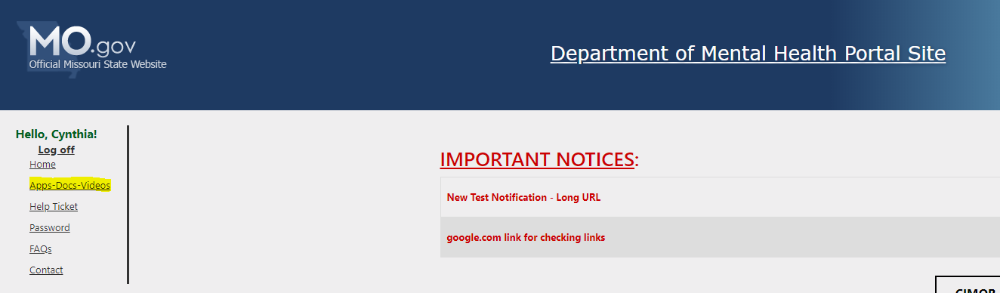 MO.gov
Official Missouri State Website
Department of Mental Health Portal Site
Hello, Cynthia!
Log off
Home
Apps-Docs-Videos
Help Ticket
Password
FAQs
Contact
IMPORTANT NOTICES:
New Test Notification - Long URL
google.com link for checking links